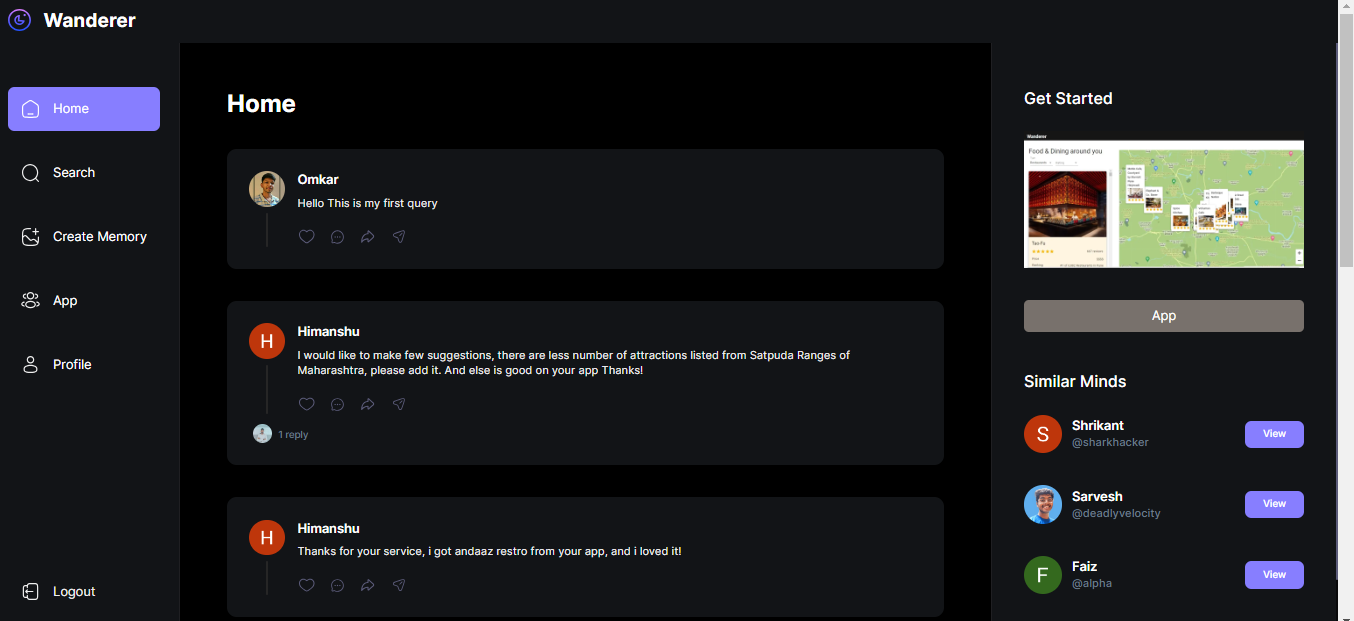 Wanderer
Home
Search
Create Memory
App
Profile
Logout
Home
Omkar
Hello This is my first query
Himanshu
I would like to make few suggestions, there are less number of attractions listed from Satpuda Ranges of
Maharashtra, please add it. And else is good on your app Thanks!
1 reply
Himanshu
Thanks for your service, i got andaaz restro from your app, and i loved it!
Get Started
Wanderer
Food & Dining around you
App
Similar Minds
S
Shrikant
@sharkhacker
View
Sarvesh
@deadlyvelocity
View
F
Faiz
@alpha
View
H
H